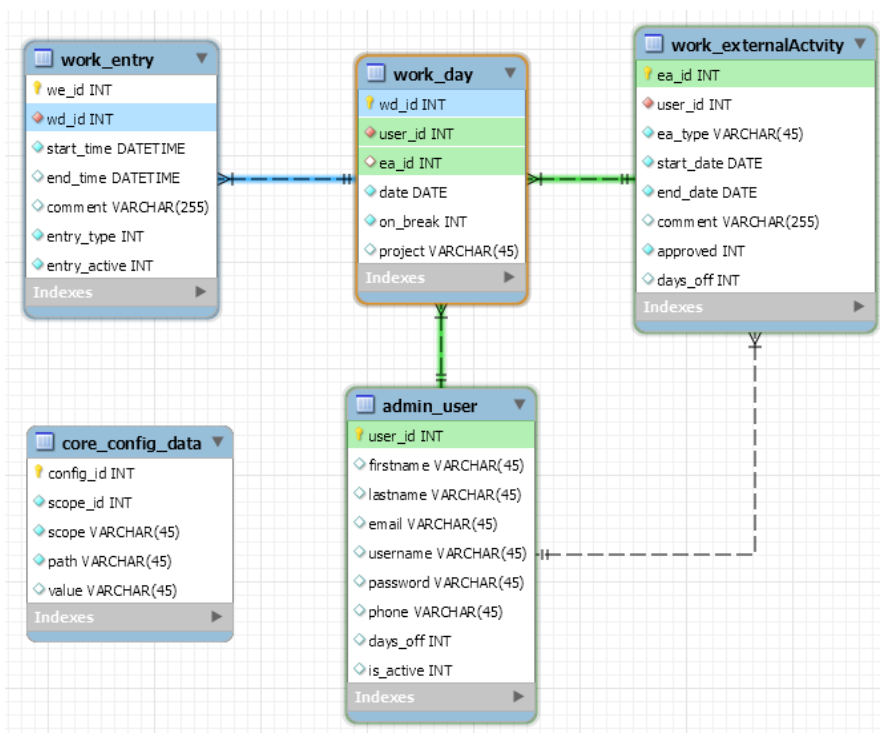 work_entry
we_id INT
wd_id INT
start_time DATETIME
end_time DATETIME
comment VARCHAR(255)
entry_type INT
entry_active INT
Indexes
work_day
wd_id INT
user_id INT
ea_id INT
date DATE
on_break INT
project VARCHAR(45)
Indexes
work_externalActvity
ea_id INT
user_id INT
ea_type VARCHAR(45)
start_date DATE
end_date DATE
comment VARCHAR(255)
approved INT
days_off INT
Indexes
core_config_data
config_id INT
scope_id INT
scope VARCHAR(45)
path VARCHAR(45)
value VARCHAR(45)
Indexes
admin_user
user_id INT
firstname VARCHAR(45)
lastname VARCHAR(45)
email VARCHAR(45)
username VARCHAR(45)
password VARCHAR(45)
phone VARCHAR(45)
days_off INT
is_active INT
Indexes